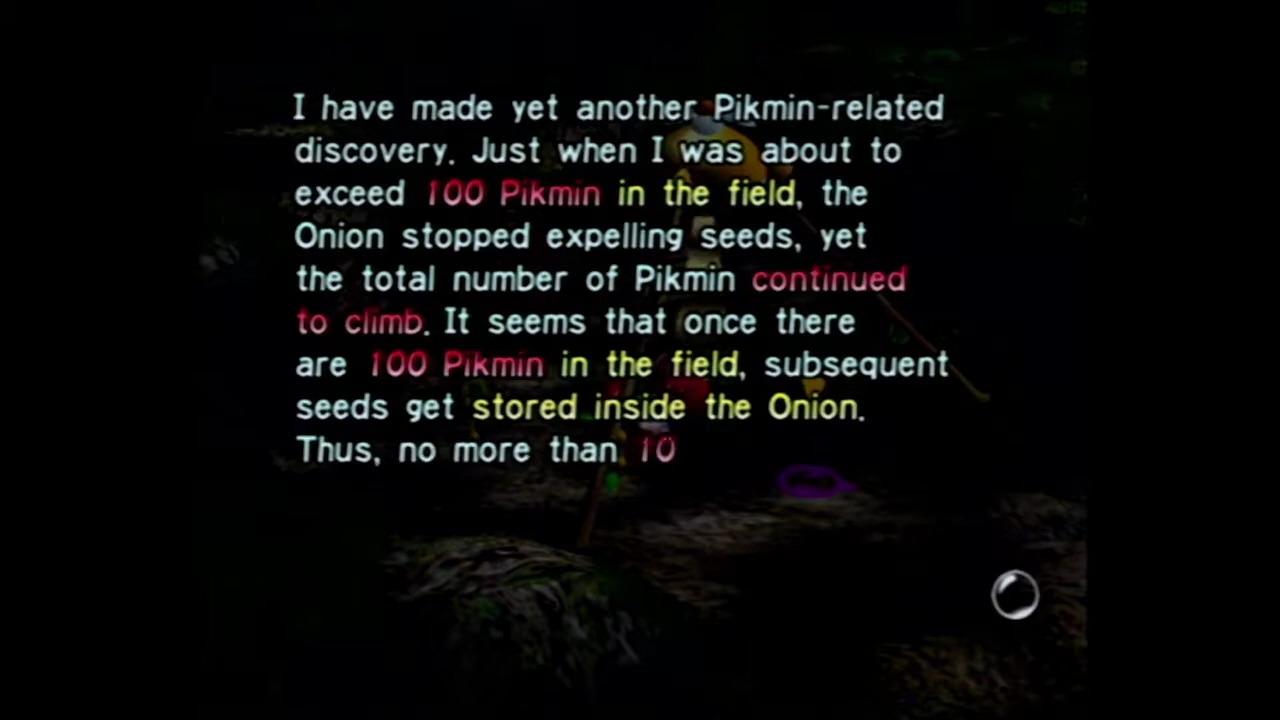 I have made yet another Pikmin-related
discovery. Just when I was about to
exceed 100 Pikmin in the field, the
Onion stopped expelling seeds, yet
the total number of Pikmin continued
to climb. It seems that once there
are 100 Pikmin in the field, subsequent
seeds get stored inside the Onion.
Thus, no more than 10